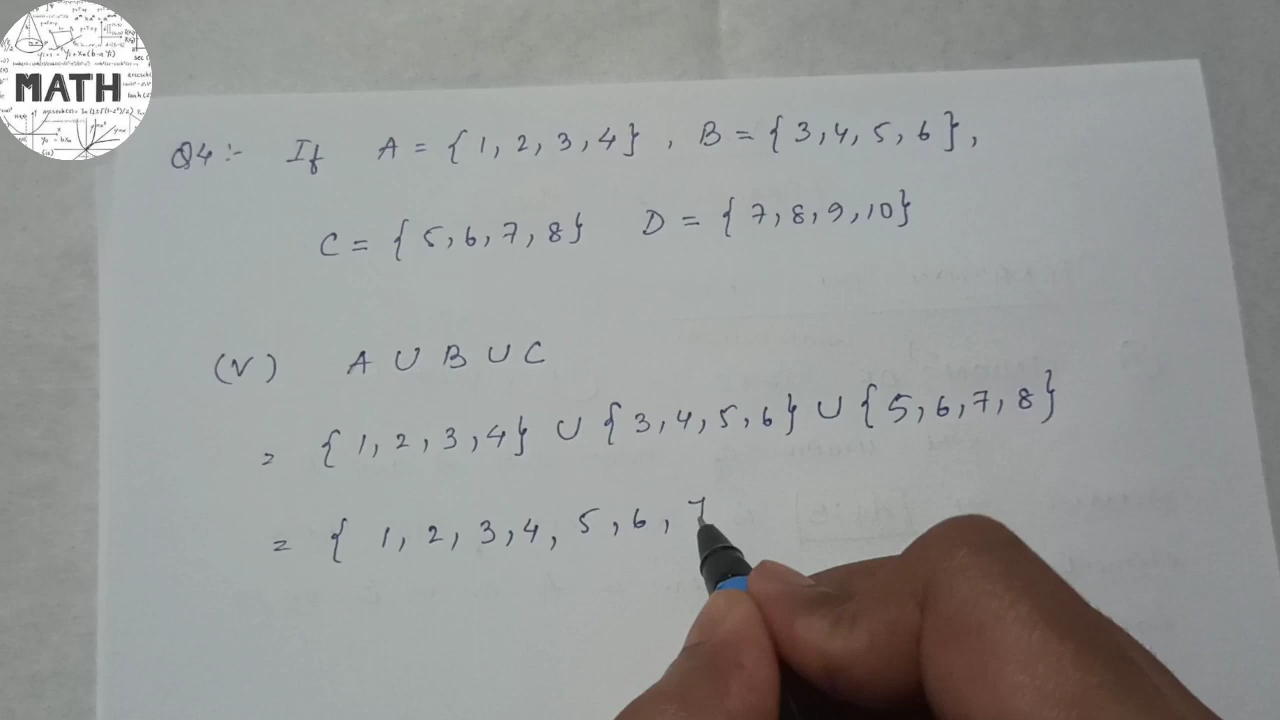 MATH
Q4:- If A = { 1, 2, 3, 4 } , B = { 3, 4, 5, 6 } ,
C = { 5, 6, 7, 8 } D = { 7, 8, 9, 10 }
(V) A ∪ B ∪ C
= { 1, 2, 3, 4 } ∪ { 3, 4, 5, 6 } ∪ { 5, 6, 7, 8 }
= { 1, 2, 3, 4, 5, 6, 7